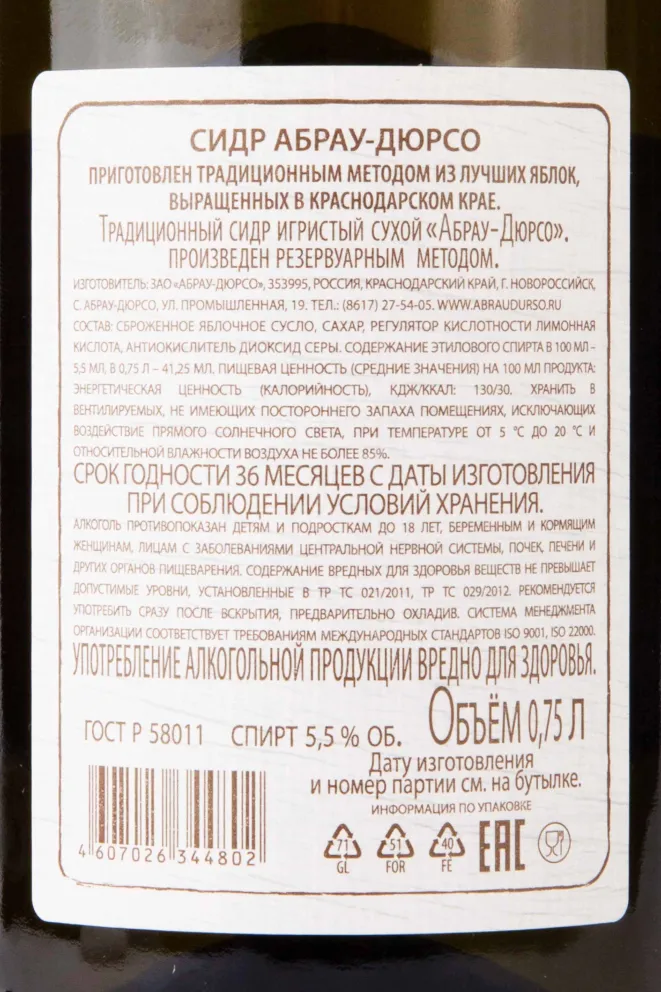 СИДР АБРАУ-ДЮРСО
ПРИГОТОВЛЕН ТРАДИЦИОННЫМ МЕТОДОМ ИЗ ЛУЧШИХ ЯБЛОК,
ВЫРАЩЕННЫХ В КРАСНОДАРСКОМ КРАЕ.
ТРАДИЦИОННЫЙ СИДР ИГРИСТЫЙ СУХОЙ «АБРАУ-ДЮРСО».
ПРОИЗВЕДЕН РЕЗЕРВУАРНЫМ МЕТОДОМ.
ИЗГОТОВИТЕЛЬ: ЗАО «АБРАУ-ДЮРСО», 353995, РОССИЯ, КРАСНОДАРСКИЙ КРАЙ, Г. НОВОРОССИЙСК,
С. АБРАУ-ДЮРСО, УЛ. ПРОМЫШЛЕННАЯ, 19. ТЕЛ.: (8617) 27-54-05. WWW.ABRAUDURSO.RU
СОСТАВ: СБРОЖЕННОЕ ЯБЛОЧНОЕ СУСЛО, САХАР, РЕГУЛЯТОР КИСЛОТНОСТИ ЛИМОННАЯ
КИСЛОТА, АНТИОКИСЛИТЕЛЬ ДИОКСИД СЕРЫ. СОДЕРЖАНИЕ ЭТИЛОВОГО СПИРТА В 100 МЛ –
5,5 МЛ, В 0,75 Л – 41,25 МЛ. ПИЩЕВАЯ ЦЕННОСТЬ (СРЕДНИЕ ЗНАЧЕНИЯ) НА 100 МЛ ПРОДУКТА:
ЭНЕРГЕТИЧЕСКАЯ ЦЕННОСТЬ (КАЛОРИЙНОСТЬ), КДЖ/ККАЛ: 130/30. ХРАНИТЬ В
ВЕНТИЛИРУЕМЫХ, НЕ ИМЕЮЩИХ ПОСТОРОННЕГО ЗАПАХА ПОМЕЩЕНИЯХ, ИСКЛЮЧАЮЩИХ
ВОЗДЕЙСТВИЕ ПРЯМОГО СОЛНЕЧНОГО СВЕТА, ПРИ ТЕМПЕРАТУРЕ ОТ 5 °С ДО 20 °С И
ОТНОСИТЕЛЬНОЙ ВЛАЖНОСТИ ВОЗДУХА НЕ БОЛЕЕ 85%.
СРОК ГОДНОСТИ 36 МЕСЯЦЕВ С ДАТЫ ИЗГОТОВЛЕНИЯ
ПРИ СОБЛЮДЕНИИ УСЛОВИЙ ХРАНЕНИЯ.
АЛКОГОЛЬ ПРОТИВОПОКАЗАН ДЕТЯМ И ПОДРОСТКАМ ДО 18 ЛЕТ, БЕРЕМЕННЫМ И КОРМЯЩИМ
ЖЕНЩИНАМ, ЛИЦАМ С ЗАБОЛЕВАНИЯМИ ЦЕНТРАЛЬНОЙ НЕРВНОЙ СИСТЕМЫ, ПОЧЕК, ПЕЧЕНИ И
ДРУГИХ ОРГАНОВ ПИЩЕВАРЕНИЯ. СОДЕРЖАНИЕ ВРЕДНЫХ ДЛЯ ЗДОРОВЬЯ ВЕЩЕСТВ НЕ ПРЕВЫШАЕТ
ДОПУСТИМЫЕ УРОВНИ, УСТАНОВЛЕННЫЕ В ТР ТС 021/2011, ТР ТС 029/2012. РЕКОМЕНДУЕТСЯ
УПОТРЕБИТЬ СРАЗУ ПОСЛЕ ВСКРЫТИЯ, ПРЕДВАРИТЕЛЬНО ОХЛАДИВ. СИСТЕМА МЕНЕДЖМЕНТА
ОРГАНИЗАЦИИ СООТВЕТСТВУЕТ ТРЕБОВАНИЯМ МЕЖДУНАРОДНЫХ СТАНДАРТОВ ISO 9001, ISO 22000.
УПОТРЕБЛЕНИЕ АЛКОГОЛЬНОЙ ПРОДУКЦИИ ВРЕДНО ДЛЯ ЗДОРОВЬЯ.
ГОСТ Р 58011 СПИРТ 5,5 % ОБ. ОБЪЁМ 0,75 Л
Дату изготовления
и номер партии см. на бутылке.
ИНФОРМАЦИЯ ПО УПАКОВКЕ
71 51 40 EAC
GL FOR FE
4 607026 344802